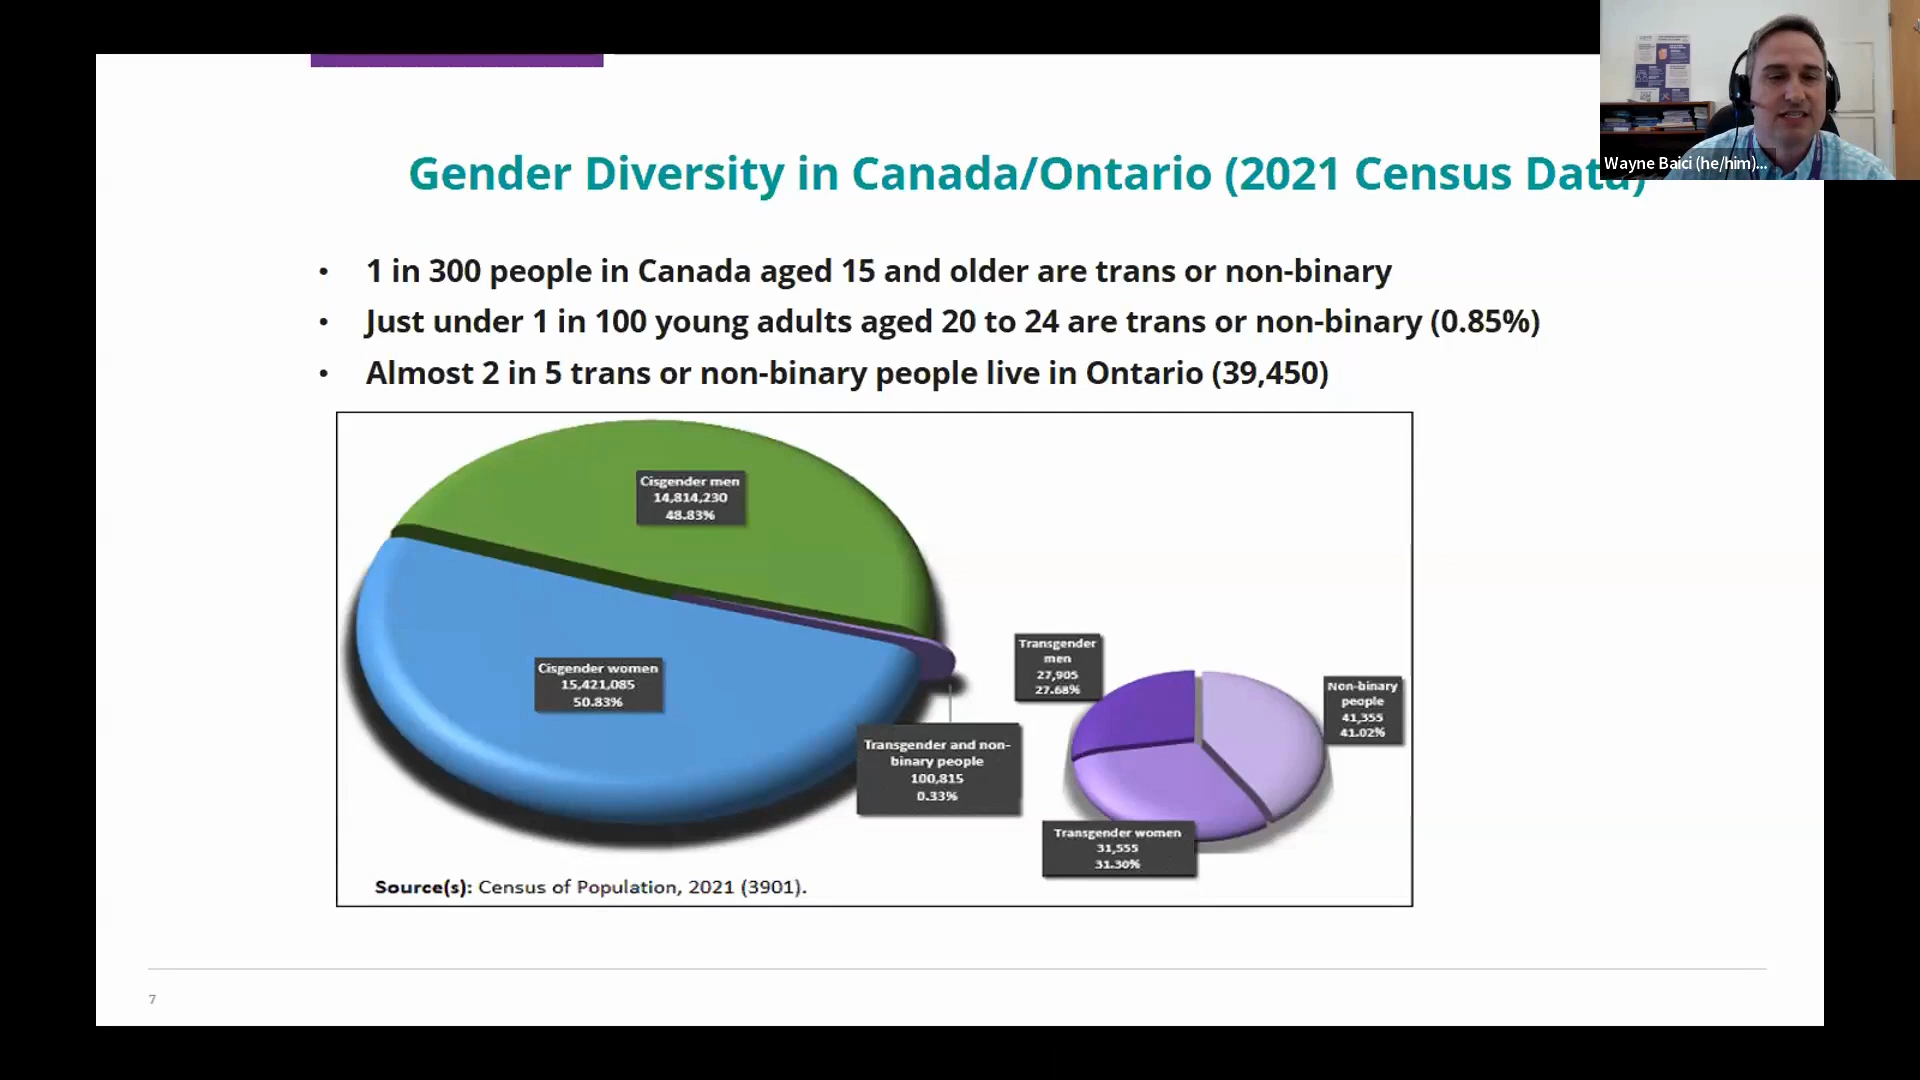 Gender Diversity in Canada/Ontario (2021 Census Data)
Wayne Baici (he/him)...
• 1 in 300 people in Canada aged 15 and older are trans or non-binary
• Just under 1 in 100 young adults aged 20 to 24 are trans or non-binary (0.85%)
• Almost 2 in 5 trans or non-binary people live in Ontario (39,450)
Cisgender men
14,814,230
48.83%
Cisgender women
15,421,085
50.83%
Transgender and non-
binary people
100,815
0.33%
Transgender
men
27,905
27.68%
Non-binary
people
41,355
41.02%
Transgender women
31,555
31.30%
Source(s): Census of Population, 2021 (3901).
7